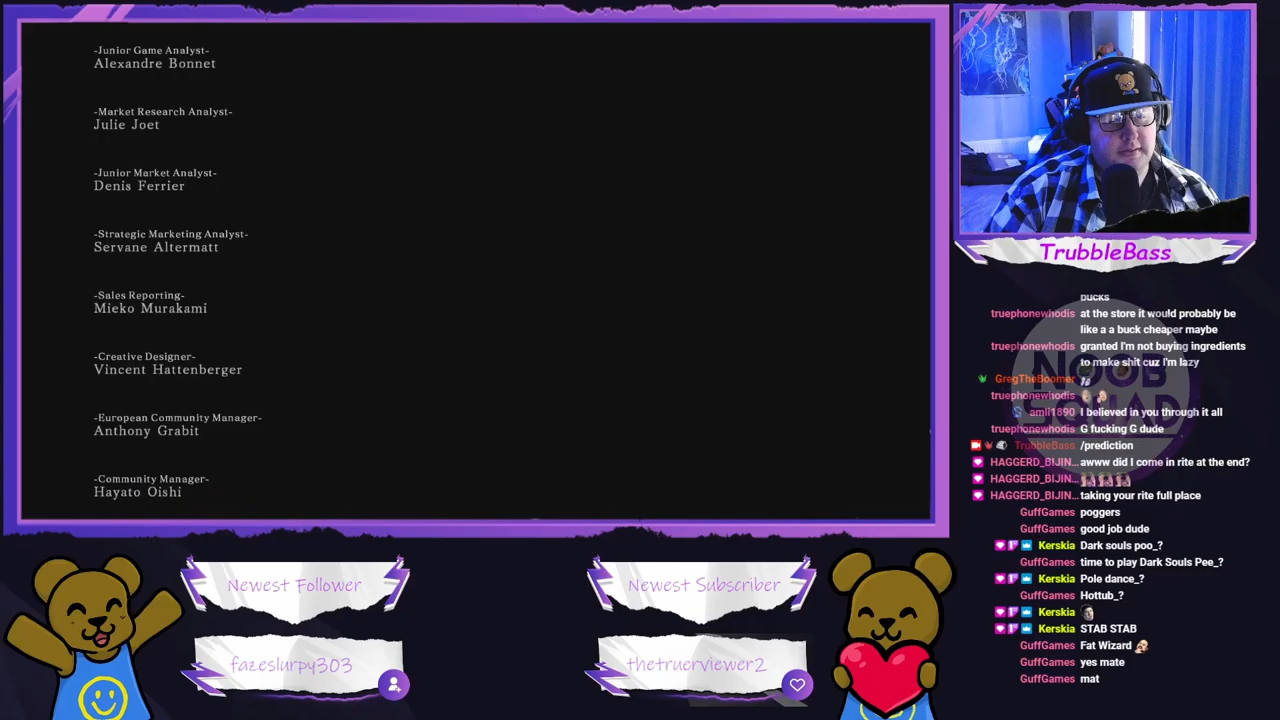 -Junior Game Analyst-
Alexandre Bonnet
-Market Research Analyst-
Julie Joet
-Junior Market Analyst-
Denis Ferrier
-Strategic Marketing Analyst-
Servane Altermatt
-Sales Reporting-
Mieko Murakami
-Creative Designer-
Vincent Hattenberger
-European Community Manager-
Anthony Grabit
-Community Manager-
Hayato Oishi
TrubbleBass
bucks
truephonewhodis at the store it would probably be
like a a buck cheaper maybe
truephonewhodis granted I'm not buying ingredients
to make shit cuz I'm lazy
GregTheBoomer
truephonewhodis
amli1890 I believed in you through it all
truephonewhodis G fucking G dude
TrubbleBass /prediction
HAGGERD_BIJIN... awww did I come in rite at the end?
HAGGERD_BIJIN...
HAGGERD_BIJIN... taking your rite full place
GuffGames poggers
GuffGames good job dude
Kerskia Dark souls poo_?
GuffGames time to play Dark Souls Pee_?
Kerskia Pole dance_?
GuffGames Hottub_?
Kerskia
Kerskia STAB STAB
GuffGames Fat Wizard
GuffGames yes mate
GuffGames mat
NOOB
SQUAD
Newest Follower
fazeslurpy303
Newest Subscriber
thetruerviewer2